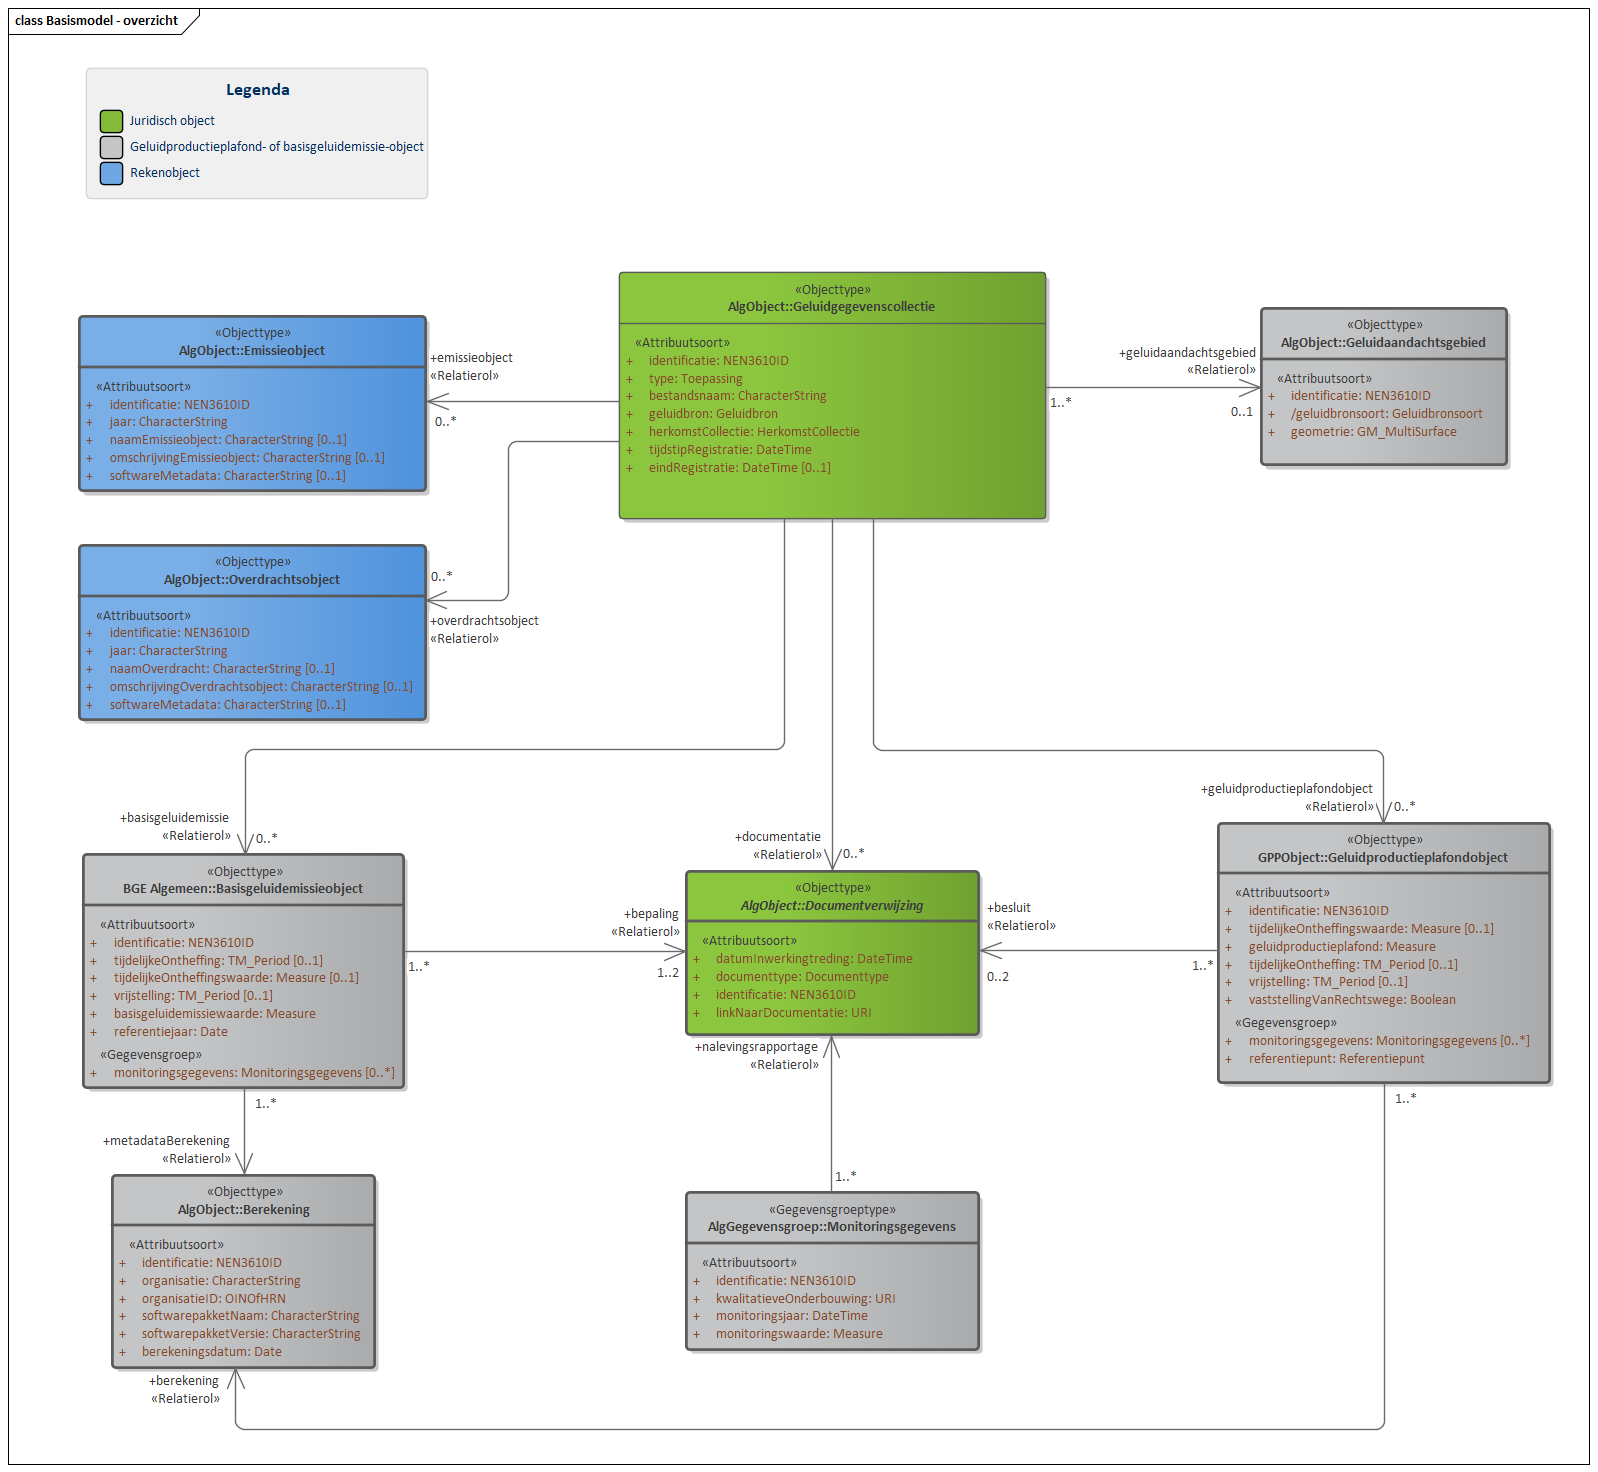 class Basismodel - overzicht
Legenda
Juridisch object
Geluidproductieplafond- of basisgeluidemissie-object
Rekenobject
«Objecttype»
AlgObject::Geluidgegevenscollectie
«Attribuutsoort»
+ identificatie: NEN3610ID
+ type: Toepassing
+ bestandsnaam: CharacterString
+ geluidbron: Geluidbron
+ herkomstCollectie: HerkomstCollectie
+ tijdstipRegistratie: DateTime
+ eindRegistratie: DateTime [0..1]
«Objecttype»
AlgObject::Emissieobject
«Attribuutsoort»
+ identificatie: NEN3610ID
+ jaar: CharacterString
+ naamEmissieobject: CharacterString [0..1]
+ omschrijvingEmissieobject: CharacterString [0..1]
+ softwareMetadata: CharacterString [0..1]
+emissieobject
«Relatierol»
0..*
+geluidaandachtsgebied
«Relatierol»
1..*
0..1
«Objecttype»
AlgObject::Geluidaandachtsgebied
«Attribuutsoort»
+ identificatie: NEN3610ID
+ /geluidbronsoort: Geluidbronsoort
+ geometrie: GM_MultiSurface
«Objecttype»
AlgObject::Overdrachtsobject
«Attribuutsoort»
+ identificatie: NEN3610ID
+ jaar: CharacterString
+ naamOverdracht: CharacterString [0..1]
+ omschrijvingOverdrachtsobject: CharacterString [0..1]
+ softwareMetadata: CharacterString [0..1]
0..*
+overdrachtsobject
«Relatierol»
+basisgeluidemissie
«Relatierol»
0..*
+documentatie
«Relatierol»
0..*
+geluidproductieplafondobject
«Relatierol»
0..*
«Objecttype»
BGE Algemeen::Basisgeluidemissieobject
«Attribuutsoort»
+ identificatie: NEN3610ID
+ tijdelijkeOntheffing: TM_Period [0..1]
+ tijdelijkeOntheffingswaarde: Measure [0..1]
+ vrijstelling: TM_Period [0..1]
+ basisgeluidemissiewaarde: Measure
+ referentiejaar: Date
«Gegevensgroep»
+ monitoringsgegevens: Monitoringsgegevens [0..*]
+bepaling
«Relatierol»
1..*
1..2
«Objecttype»
AlgObject::Documentverwijzing
«Attribuutsoort»
+ datumInwerkingtreding: DateTime
+ documenttype: Documenttype
+ identificatie: NEN3610ID
+ linkNaarDocumentatie: URI
+besluit
«Relatierol»
0..2
1..*
«Objecttype»
GPPObject::Geluidproductieplafondobject
«Attribuutsoort»
+ identificatie: NEN3610ID
+ tijdelijkeOntheffingswaarde: Measure [0..1]
+ geluidproductieplafond: Measure
+ tijdelijkeOntheffing: TM_Period [0..1]
+ vrijstelling: TM_Period [0..1]
+ vaststellingVanRechtswege: Boolean
«Gegevensgroep»
+ monitoringsgegevens: Monitoringsgegevens [0..*]
+ referentiepunt: Referentiepunt
+nalevingsrapportage
«Relatierol»
1..*
1..*
1..*
+metadataBerekening
«Relatierol»
«Objecttype»
AlgObject::Berekening
«Attribuutsoort»
+ identificatie: NEN3610ID
+ organisatie: CharacterString
+ organisatieID: OINOfHRN
+ softwarepakketNaam: CharacterString
+ softwarepakketVersie: CharacterString
+ berekeningsdatum: Date
«Gegevensgroeptype»
AlgGegevensgroep::Monitoringsgegevens
«Attribuutsoort»
+ identificatie: NEN3610ID
+ kwalitatieveOnderbouwing: URI
+ monitoringsjaar: DateTime
+ monitoringswaarde: Measure
+berekening
«Relatierol»